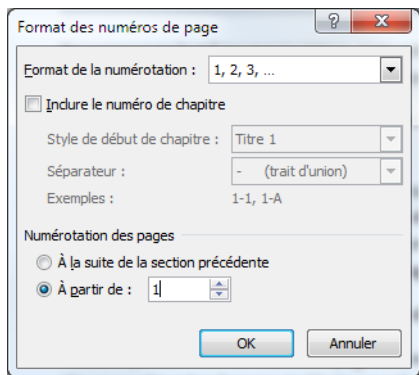 Format des numéros de page
Format de la numérotation : 1, 2, 3, ...
Inclure le numéro de chapitre
Style de début de chapitre : Titre 1
Séparateur : - (trait d'union)
Exemples : 1-1, 1-A
Numérotation des pages
À la suite de la section précédente
À partir de : 1
OK Annuler